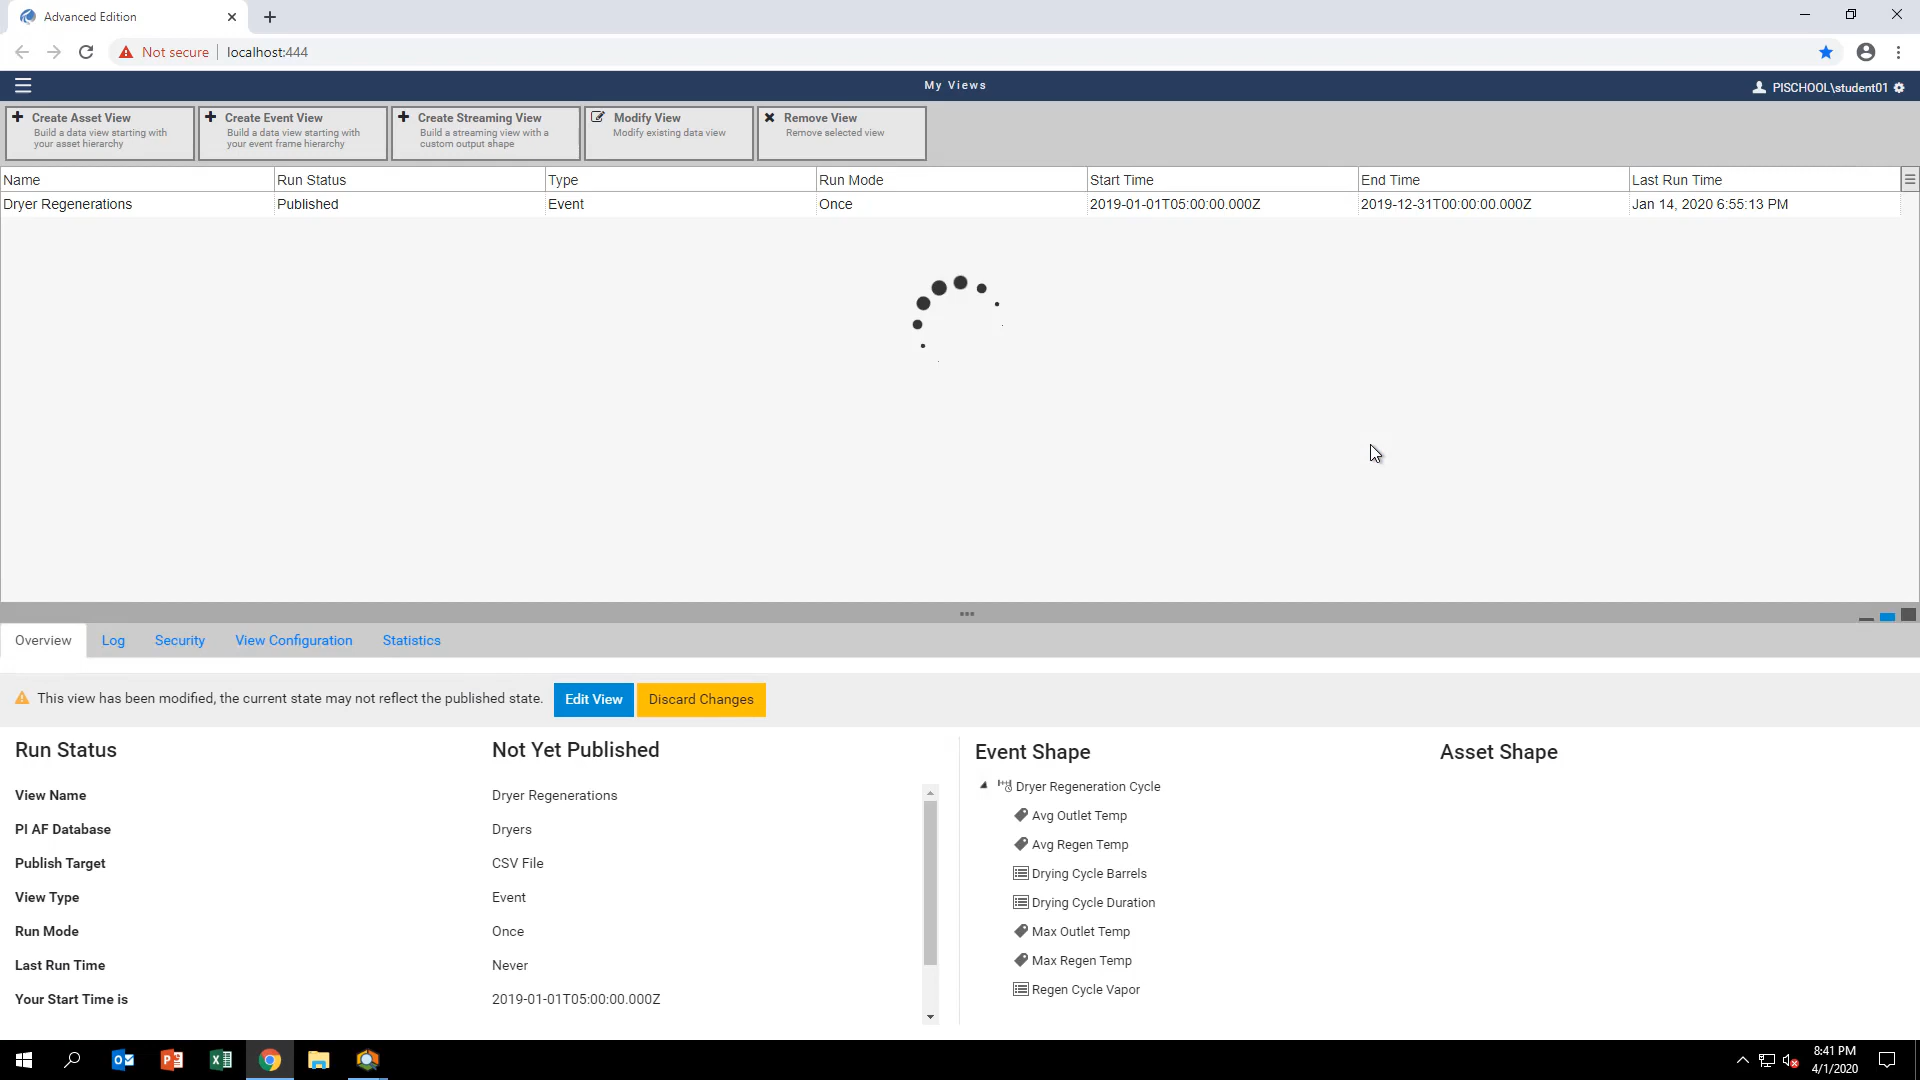 Advanced Edition
Not secure
localhost:444
My Views
PISCHOOL\student01
Create Asset View
Build a data view starting with
your asset hierarchy
Create Event View
Build a data view starting with
your event frame hierarchy
Create Streaming View
Build a streaming view with a
custom output shape
Modify View
Modify existing data view
Remove View
Remove selected view
Name Run Status Type Run Mode Start Time End Time Last Run Time
Dryer Regenerations Published Event Once 2019-01-01T05:00:00.000Z 2019-12-31T00:00:00.000Z Jan 14, 2020 6:55:13 PM
Overview Log Security View Configuration Statistics
This view has been modified, the current state may not reflect the published state. Edit View Discard Changes
Run Status Not Yet Published
View Name Dryer Regenerations
PI AF Database Dryers
Publish Target CSV File
View Type Event
Run Mode Once
Last Run Time Never
Your Start Time is 2019-01-01T05:00:00.000Z
Event Shape
Dryer Regeneration Cycle
Avg Outlet Temp
Avg Regen Temp
Drying Cycle Barrels
Drying Cycle Duration
Max Outlet Temp
Max Regen Temp
Regen Cycle Vapor
Asset Shape
8:41 PM
4/1/2020